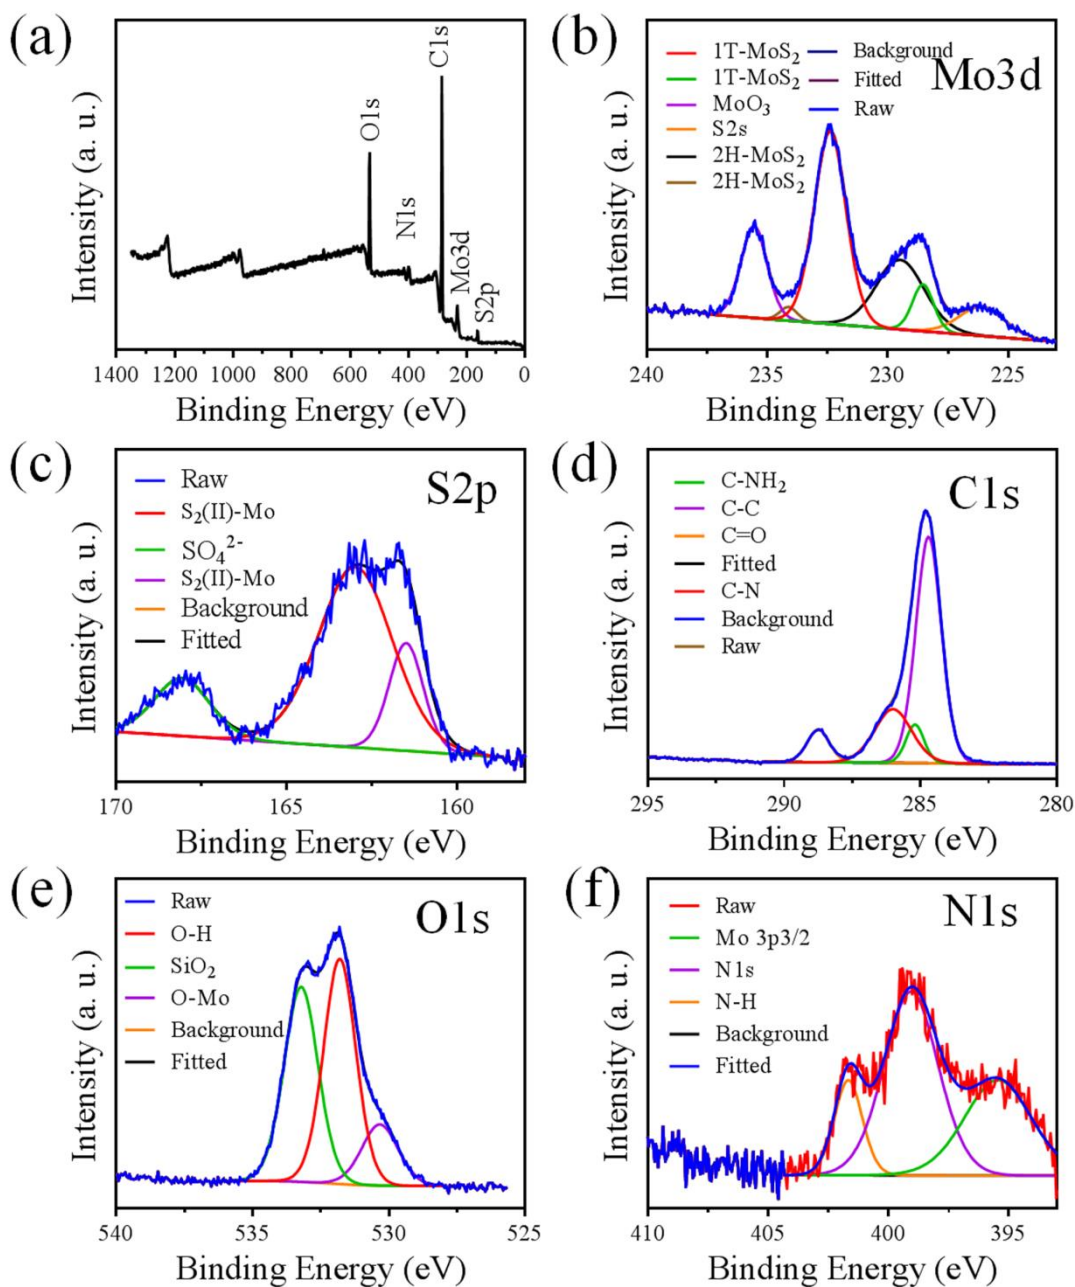 (a)
Intensity (a. u.)
O1s
N1s
C1s
Mo3d
S2p
1400 1200 1000 800 600 400 200 0
Binding Energy (eV)
(b)
Intensity (a. u.)
1T-MoS₂
1T-MoS₂
MoO₃
S2s
2H-MoS₂
2H-MoS₂
Background
Fitted
Raw
Mo3d
240 235 230 225
Binding Energy (eV)
(c)
Intensity (a. u.)
Raw
S₂(II)-Mo
SO₄²⁻
S₂(II)-Mo
Background
Fitted
S2p
170 165 160
Binding Energy (eV)
(d)
Intensity (a. u.)
C-NH₂
C-C
C=O
Fitted
C-N
Background
Raw
C1s
295 290 285 280
Binding Energy (eV)
(e)
Intensity (a. u.)
Raw
O-H
SiO₂
O-Mo
Background
Fitted
O1s
540 535 530 525
Binding Energy (eV)
(f)
Intensity (a. u.)
Raw
Mo 3p3/2
N1s
N-H
Background
Fitted
N1s
410 405 400 395
Binding Energy (eV)